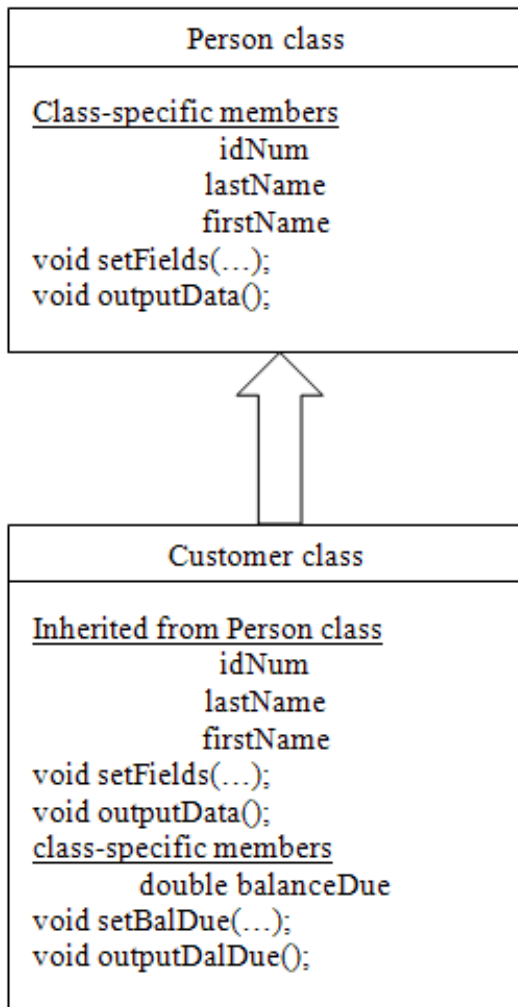 Person class
Class-specific members
idNum
lastName
firstName
void setFields(...);
void outputData();
Customer class
Inherited from Person class
idNum
lastName
firstName
void setFields(...);
void outputData();
class-specific members
double balanceDue
void setBalDue(...);
void outputDalDue();